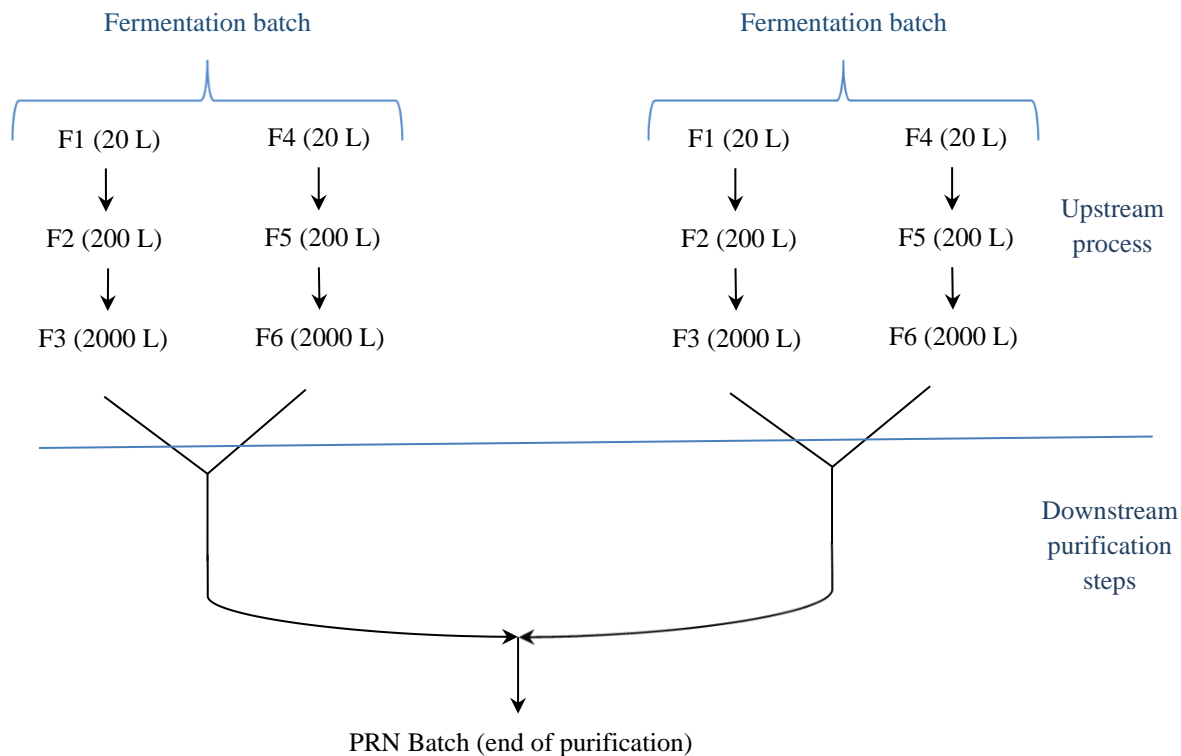 Fermentation batch
Fermentation batch
F1 (20 L)
F4 (20 L)
F1 (20 L)
F4 (20 L)
F2 (200 L)
F5 (200 L)
F2 (200 L)
F5 (200 L)
Upstream
process
F3 (2000 L)
F6 (2000 L)
F3 (2000 L)
F6 (2000 L)
Downstream
purification
steps
PRN Batch (end of purification)